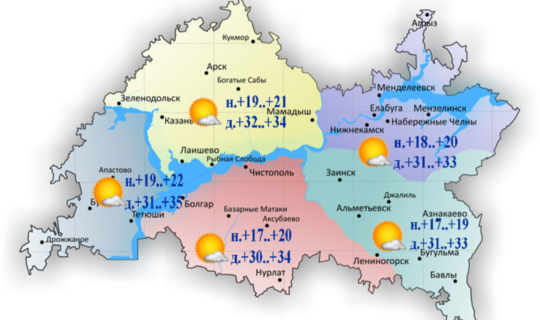 Агрыз
Кукмор
Арск
Богатые Сабы
Менделеевск
Зеленодольск
н.+19..+21
Елабуга
Мензелинск
Мамадыш
д.+32..+34
Набережные Челны
Нижнекамск
н.+18..+20
Лаишево
Рыбная Слобода
д.+31..+33
Апастово
Чистополь
Заинск
н.+19..+22
д.+31..+35
Джалиль
Болгар
Базарные Матаки
Альметьевск
Азнакаево
Тетюши
Аксубаево
н.+17..+19
н.+17..+20
Дрожжаное
д.+31..+33
д.+30..+34
Лениногорск
Бугульма
Нурлат
Бавлы